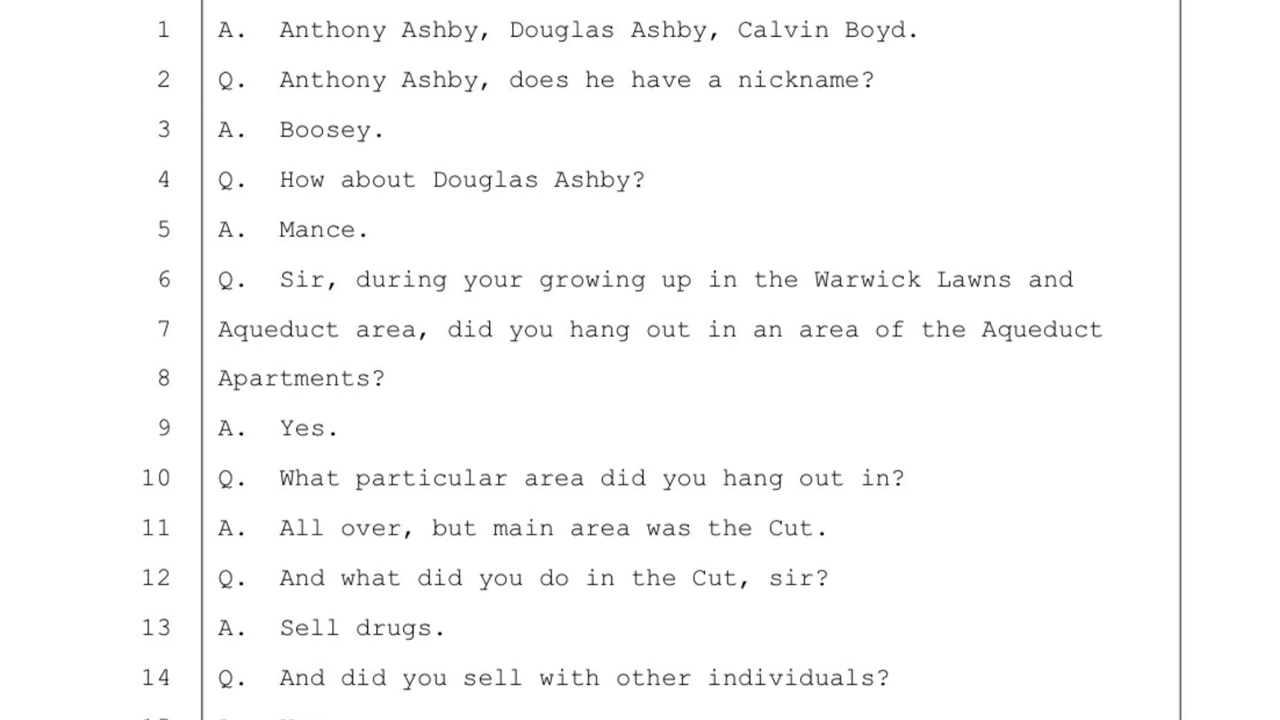 1 A. Anthony Ashby, Douglas Ashby, Calvin Boyd.
2 Q. Anthony Ashby, does he have a nickname?
3 A. Boosey.
4 Q. How about Douglas Ashby?
5 A. Mance.
6 Q. Sir, during your growing up in the Warwick Lawns and
7 Aqueduct area, did you hang out in an area of the Aqueduct
8 Apartments?
9 A. Yes.
10 Q. What particular area did you hang out in?
11 A. All over, but main area was the Cut.
12 Q. And what did you do in the Cut, sir?
13 A. Sell drugs.
14 Q. And did you sell with other individuals?